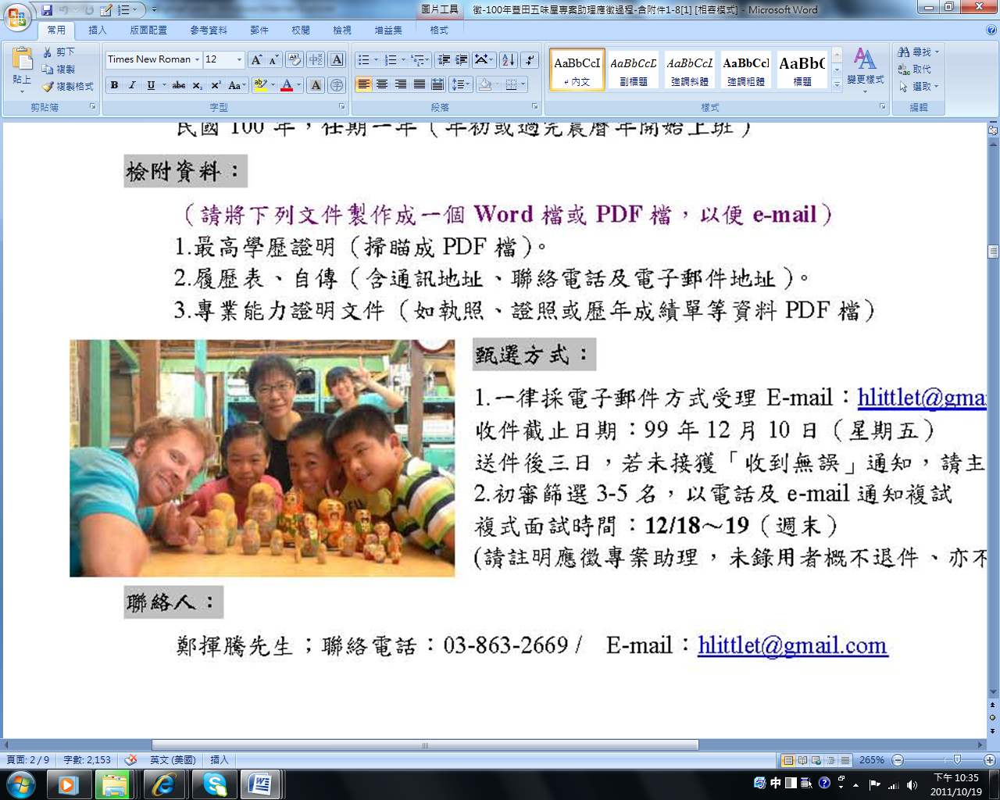 圖片工具
徵-100年豐田五味屋專案助理應徵過程-含附件1-8[1] [相容模式] - Microsoft Word
常用 插入 版面配置 參考資料 郵件 校閱 檢視 增益集 格式
貼上
剪下
複製
複製格式
剪貼簿
Times New Roman 12
字型
段落
AaBbCcI AaBbCcD AaBbCcL AaBbCcI AaBbC
內文 副標題 強調斜體 強調粗體 標題
變更樣式
樣式
尋找
取代
選取
編輯
民國 100 年，任期一年（年初或過完農曆年開始上班）
檢附資料：
（請將下列文件製作成一個 Word 檔或 PDF 檔，以便 e-mail）
1.最高學歷證明（掃瞄成 PDF 檔）。
2.履歷表、自傳（含通訊地址、聯絡電話及電子郵件地址）。
3.專業能力證明文件（如執照、證照或歷年成績單等資料 PDF 檔）
甄選方式：
1.一律採電子郵件方式受理 E-mail：hlittlet@gmai
收件截止日期：99 年 12 月 10 日（星期五）
送件後三日，若未接獲「收到無誤」通知，請主
2.初審篩選 3-5 名，以電話及 e-mail 通知複試
複式面試時間：12/18～19（週末）
(請註明應徵專案助理，未錄用者概不退件、亦不
聯絡人：
鄭揮騰先生；聯絡電話：03-863-2669 / E-mail：hlittlet@gmail.com
頁面: 2 / 9 字數: 2,153 英文 (美國) 插入 265%
中
下午 10:35
2011/10/19